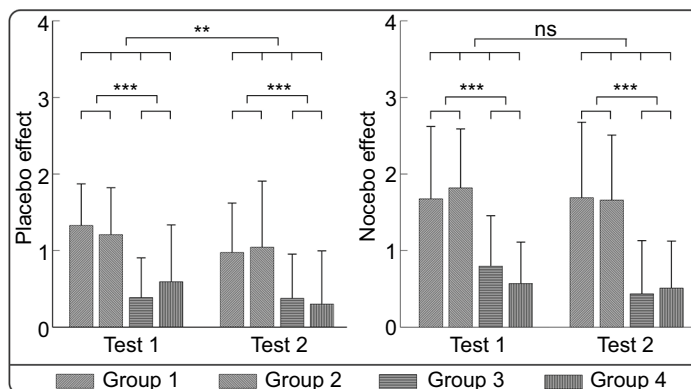 Placebo effect
4
3
2
1
0
**
***
***
Test 1
Test 2
Nocebo effect
4
3
2
1
0
ns
***
***
Test 1
Test 2
Group 1
Group 2
Group 3
Group 4